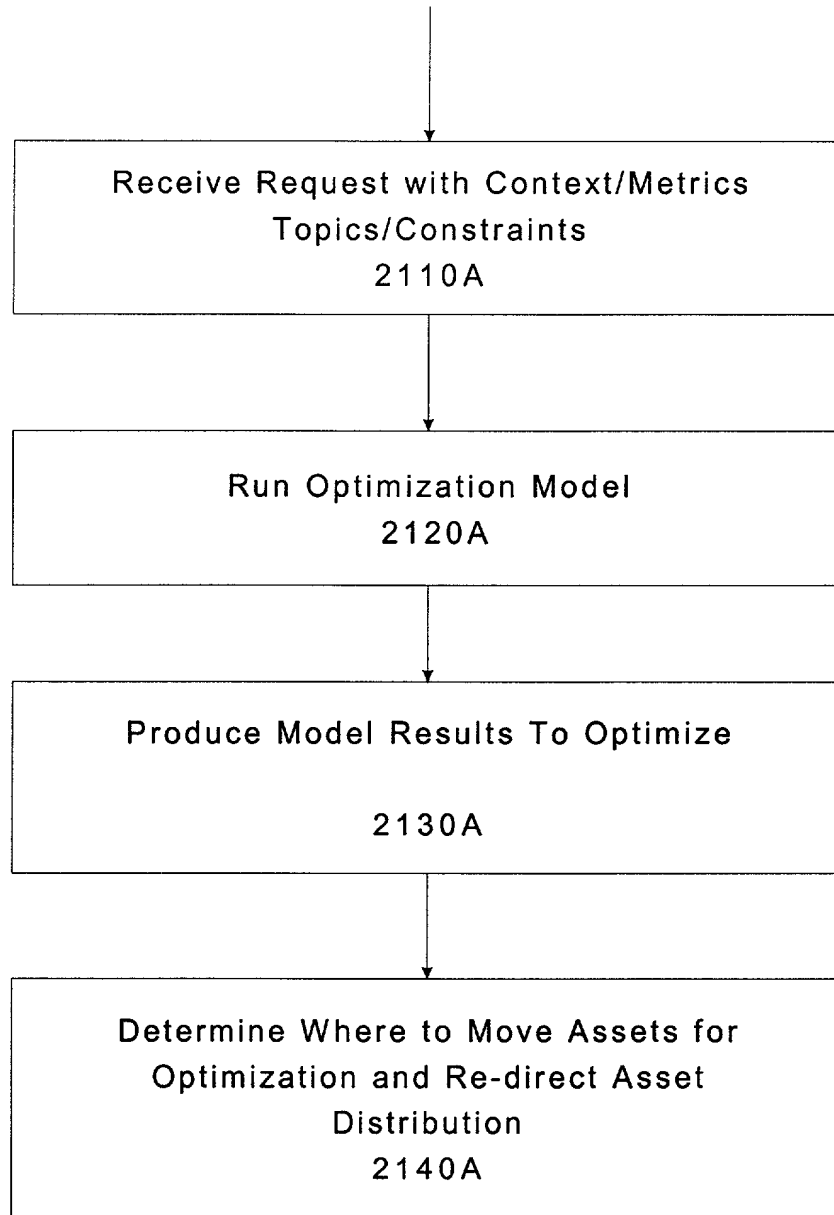 Receive Request with Context/Metrics
Topics/Constraints
2110A
Run Optimization Model
2120A
Produce Model Results To Optimize
2130A
Determine Where to Move Assets for
Optimization and Re-direct Asset
Distribution
2140A